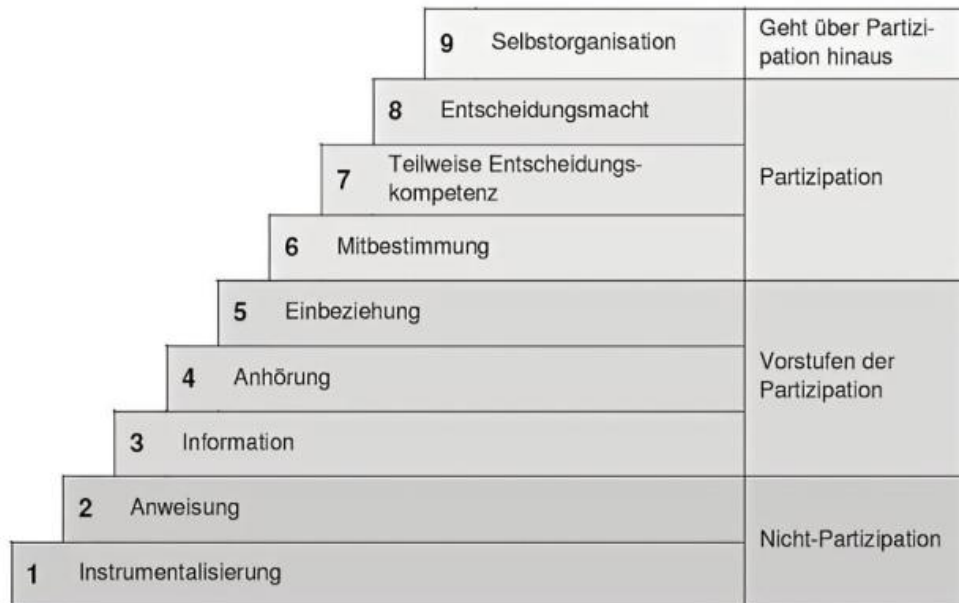 9 Selbstorganisation
Geht über Partizi-
pation hinaus
8 Entscheidungsmacht
7 Teilweise Entscheidungs-
kompetenz
Partizipation
6 Mitbestimmung
5 Einbeziehung
4 Anhörung
Vorstufen der
Partizipation
3 Information
2 Anweisung
Nicht-Partizipation
1 Instrumentalisierung